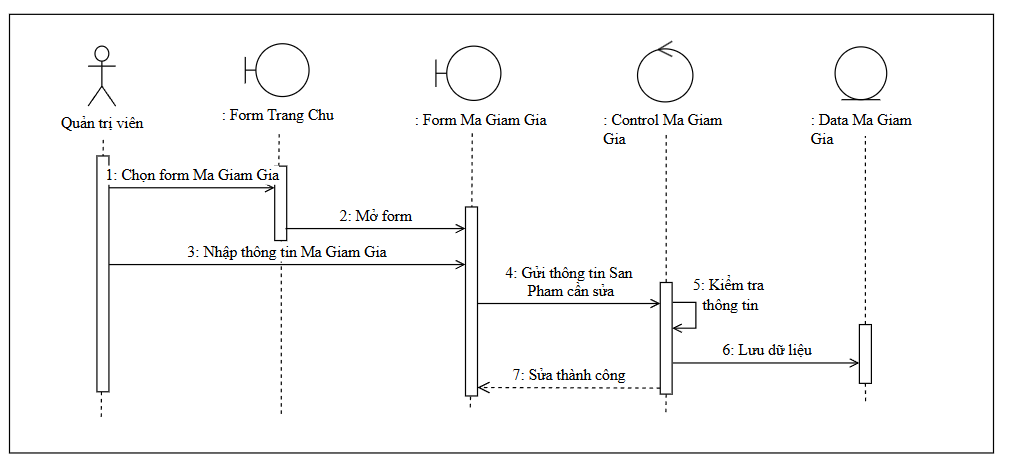 Quản trị viên
: Form Trang Chu
: Form Ma Giam Gia
: Control Ma Giam
Gia
: Data Ma Giam
Gia
1: Chọn form Ma Giam Gia
2: Mở form
3: Nhập thông tin Ma Giam Gia
4: Gửi thông tin San
Pham cần sửa
5: Kiểm tra
thông tin
6: Lưu dữ liệu
7: Sửa thành công